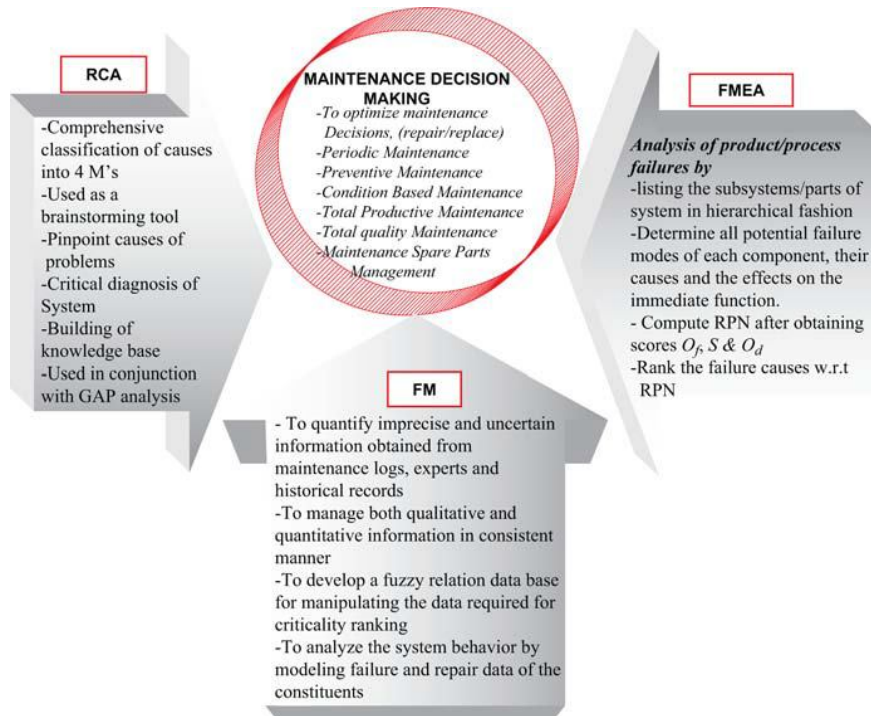 RCA
-Comprehensive
classification of causes
into 4 M's
-Used as a
brainstorming tool
-Pinpoint causes of
problems
-Critical diagnosis of
System
-Building of
knowledge base
-Used in conjunction
with GAP analysis
MAINTENANCE DECISION
MAKING
-To optimize maintenance
Decisions, (repair/replace)
-Periodic Maintenance
-Preventive Maintenance
-Condition Based Maintenance
-Total Productive Maintenance
-Total quality Maintenance
-Maintenance Spare Parts
Management
FMEA
Analysis of product/process
failures by
-listing the subsystems/parts of
system in hierarchical fashion
-Determine all potential failure
modes of each component, their
causes and the effects on the
immediate function.
- Compute RPN after obtaining
scores Of, S & Od
-Rank the failure causes w.r.t
RPN
FM
- To quantify imprecise and uncertain
information obtained from
maintenance logs, experts and
historical records
-To manage both qualitative and
quantitative information in consistent
manner
-To develop a fuzzy relation data base
for manipulating the data required for
criticality ranking
-To analyze the system behavior by
modeling failure and repair data of the
constituents